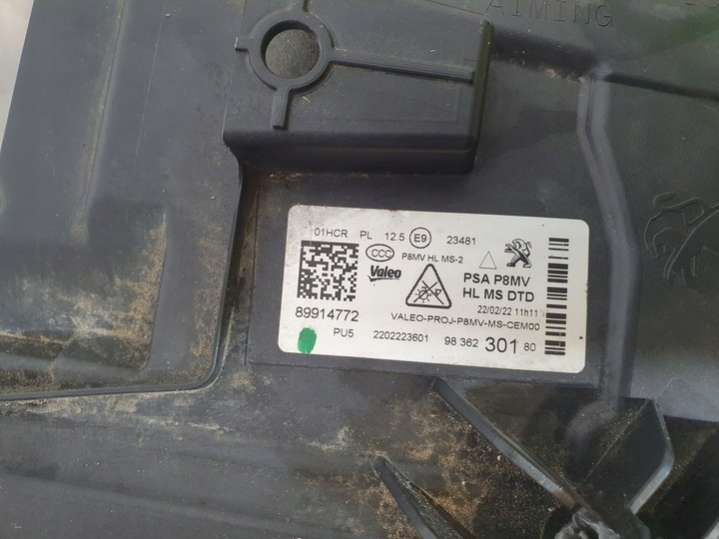 AIMING
01HCR PL 12.5 E9 23481
CCC P8MV HL MS-2
Valeo
PSA P8MV
HL MS DTD
22/02/22 11h11
89914772
VALEO-PROJ-P8MV-MS-CEM00
PU5 2202223601 98 362 301 80